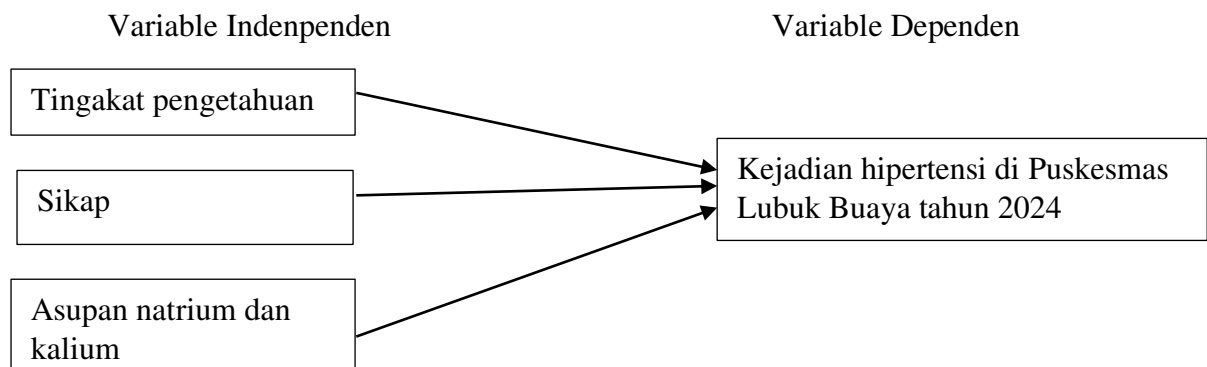 Variable Indenpenden
Variable Dependen
Tingakat pengetahuan
Sikap
Asupan natrium dan
kalium
Kejadian hipertensi di Puskesmas
Lubuk Buaya tahun 2024